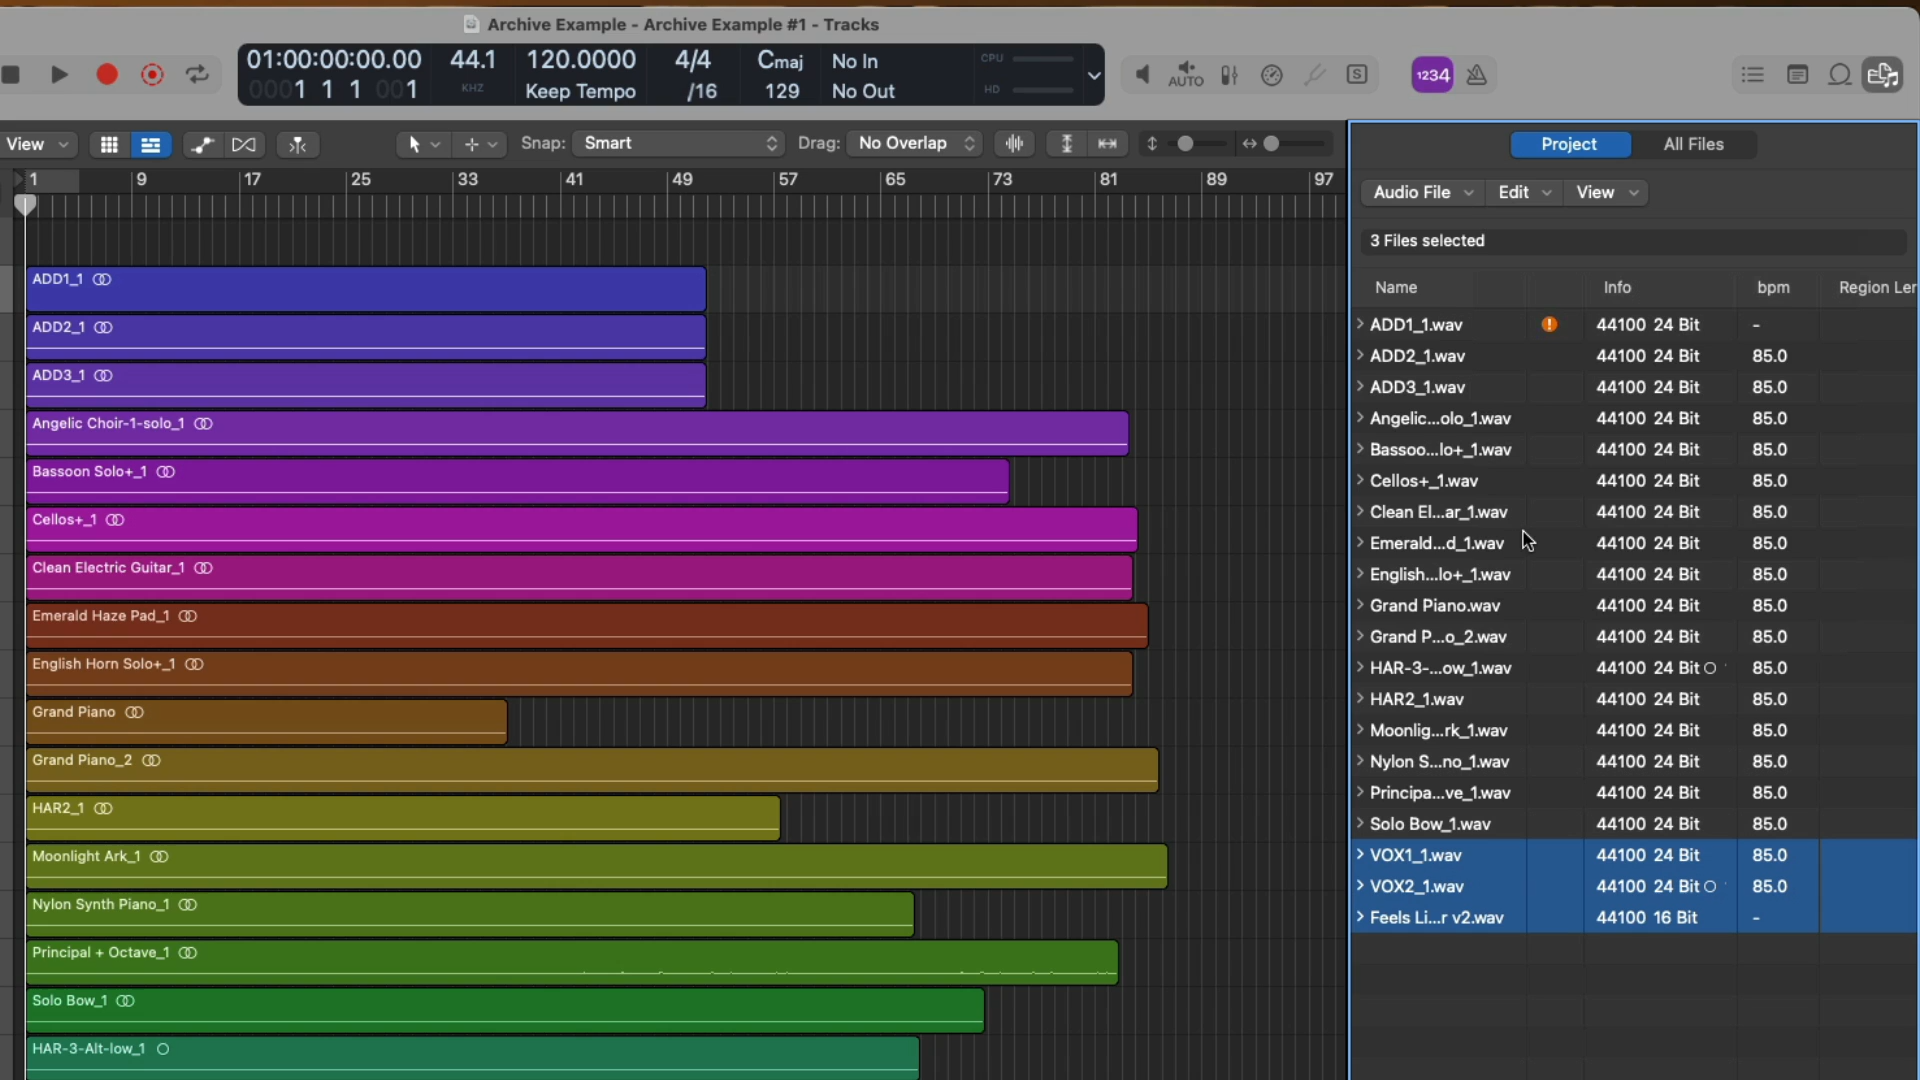 Archive Example - Archive Example #1 - Tracks
01:00:00:00.00 44.1 120.0000 4/4 Cmaj No In CPU
0001 1 1 001 KHZ Keep Tempo /16 129 No Out HD
AUTO S 1234
View Snap: Smart Drag: No Overlap
1 9 17 25 33 41 49 57 65 73 81 89 97
ADD1_1
ADD2_1
ADD3_1
Angelic Choir-1-solo_1
Bassoon Solo+_1
Cellos+_1
Clean Electric Guitar_1
Emerald Haze Pad_1
English Horn Solo+_1
Grand Piano
Grand Piano_2
HAR2_1
Moonlight Ark_1
Nylon Synth Piano_1
Principal + Octave_1
Solo Bow_1
HAR-3-Alt-low_1
Project All Files
Audio File Edit View
3 Files selected
Name Info bpm Region Ler
ADD1_1.wav ! 44100 24 Bit -
ADD2_1.wav 44100 24 Bit 85.0
ADD3_1.wav 44100 24 Bit 85.0
Angelic...olo_1.wav 44100 24 Bit 85.0
Bassoo...lo+_1.wav 44100 24 Bit 85.0
Cellos+_1.wav 44100 24 Bit 85.0
Clean El...ar_1.wav 44100 24 Bit 85.0
Emerald...d_1.wav 44100 24 Bit 85.0
English...lo+_1.wav 44100 24 Bit 85.0
Grand Piano.wav 44100 24 Bit 85.0
Grand P...o_2.wav 44100 24 Bit 85.0
HAR-3-...ow_1.wav 44100 24 Bit 85.0
HAR2_1.wav 44100 24 Bit 85.0
Moonlig...rk_1.wav 44100 24 Bit 85.0
Nylon S...no_1.wav 44100 24 Bit 85.0
Principa...ve_1.wav 44100 24 Bit 85.0
Solo Bow_1.wav 44100 24 Bit 85.0
VOX1_1.wav 44100 24 Bit 85.0
VOX2_1.wav 44100 24 Bit 85.0
Feels Li...r v2.wav 44100 16 Bit -